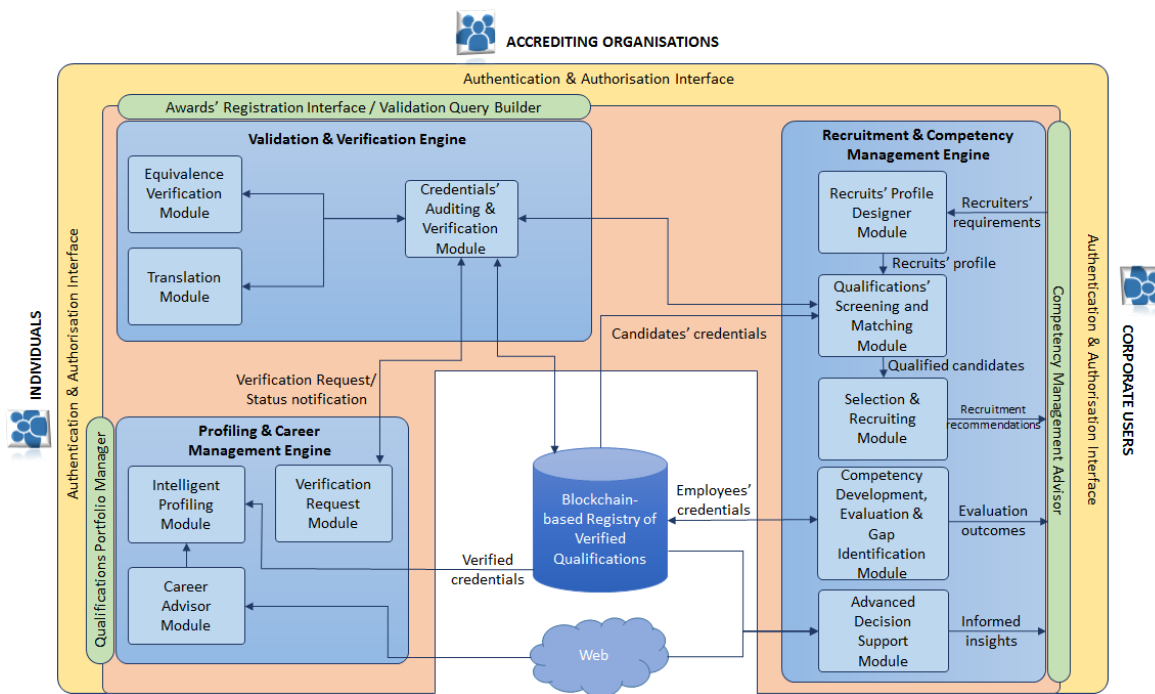 ACCREDITING ORGANISATIONS
Authentication & Authorisation Interface
Awards' Registration Interface / Validation Query Builder
Validation & Verification Engine
Equivalence
Verification
Module
Translation
Module
Credentials'
Auditing &
Verification
Module
Recruitment & Competency
Management Engine
Recruits' Profile
Designer
Module
Recruiters'
requirements
Recruits' profile
Qualifications'
Screening and
Matching
Module
Candidates' credentials
Qualified candidates
Selection &
Recruiting
Module
Recruitment
recommendations
Competency
Development,
Evaluation &
Gap
Identification
Module
Evaluation
outcomes
Advanced
Decision
Support
Module
Informed
insights
Competency Management Advisor
Authentication & Authorisation Interface
CORPORATE USERS
INDIVIDUALS
Authentication & Authorisation Interface
Qualifications Portfolio Manager
Verification Request/
Status notification
Profiling & Career
Management Engine
Intelligent
Profiling
Module
Verification
Request
Module
Career
Advisor
Module
Verified
credentials
Blockchain-
based Registry of
Verified
Qualifications
Employees'
credentials
Web